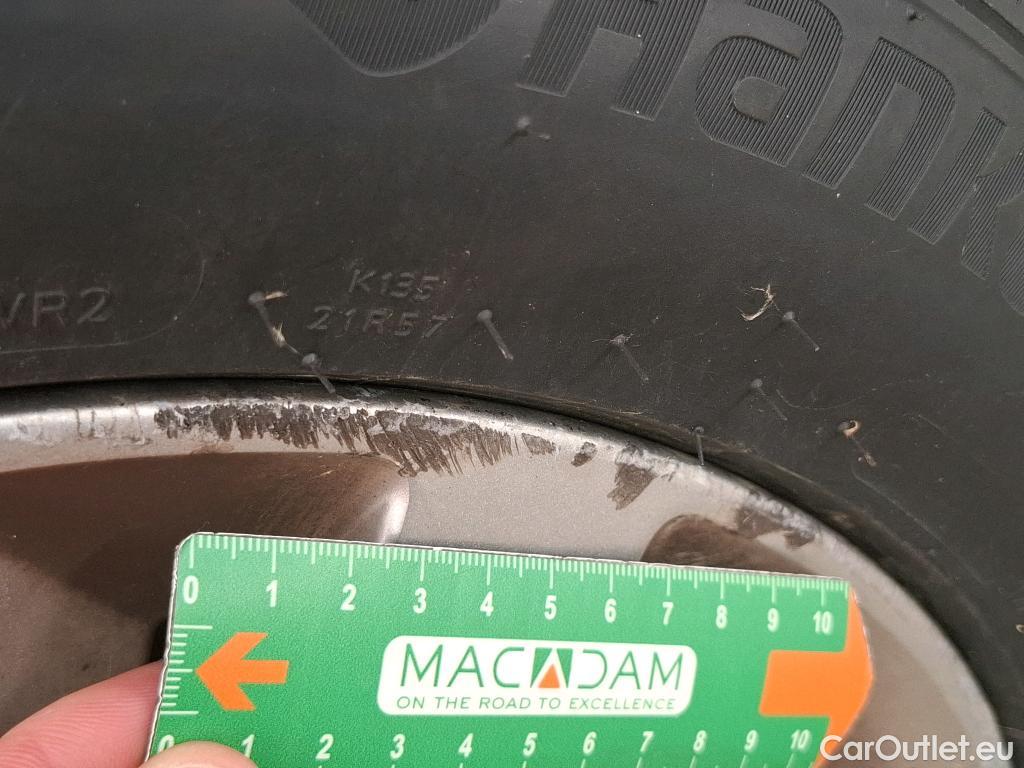 Hank
VR2
K135
21R57
0 1 2 3 4 5 6 7 8 9 10
MACADAM
ON THE ROAD TO EXCELLENCE
0 1 2 3 4 5 6 7 8 9 10
CarOutlet.eu